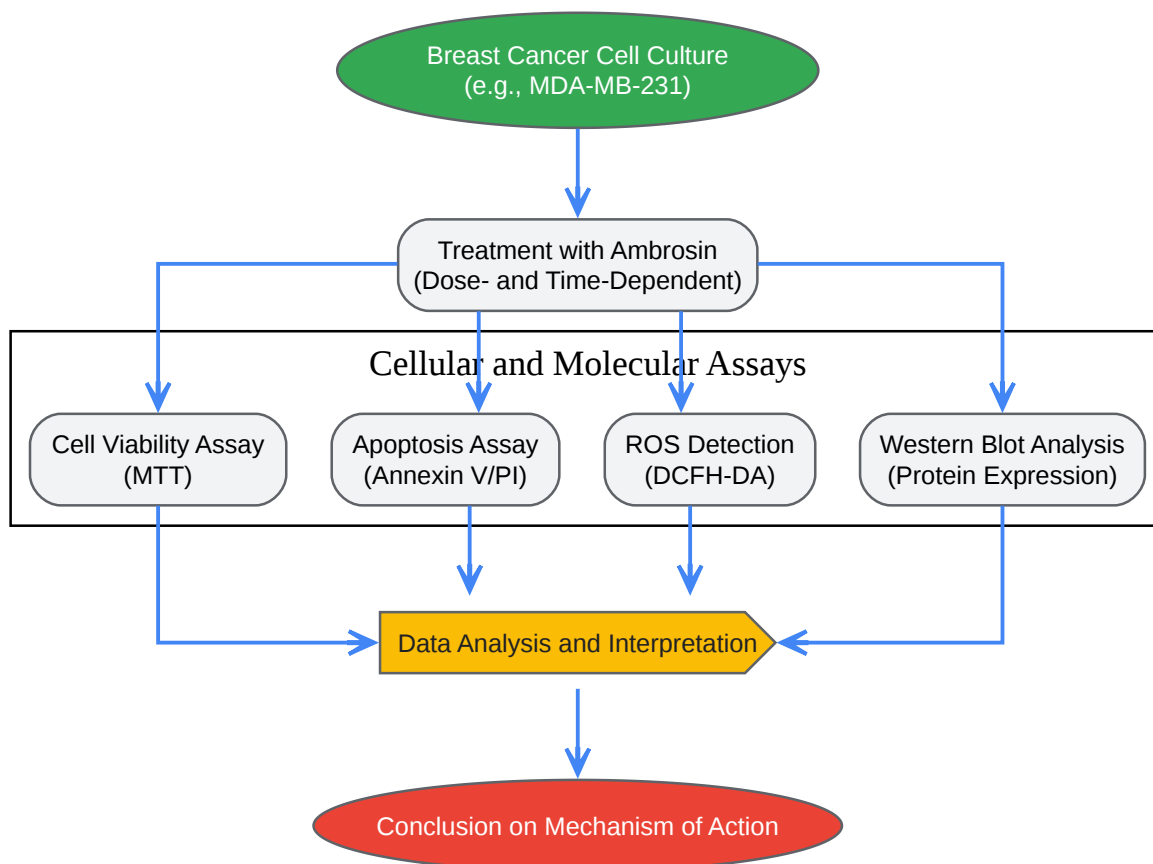 Breast Cancer Cell Culture
(e.g., MDA-MB-231)
Treatment with Ambrosin
(Dose- and Time-Dependent)
Cellular and Molecular Assays
Cell Viability Assay
(MTT)
Apoptosis Assay
(Annexin V/PI)
ROS Detection
(DCFH-DA)
Western Blot Analysis
(Protein Expression)
Data Analysis and Interpretation
Conclusion on Mechanism of Action